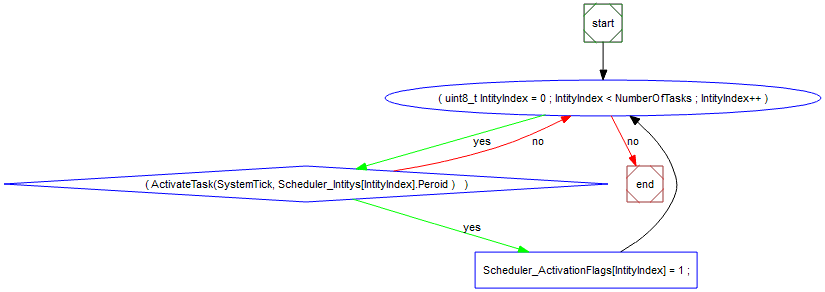 start
( uint8_t IntityIndex = 0 ; IntityIndex < NumberOfTasks ; IntityIndex++ )
yes
no
no
( ActivateTask(SystemTick, Scheduler_Intitys[IntityIndex].Peroid ) )
end
yes
Scheduler_ActivationFlags[IntityIndex] = 1 ;